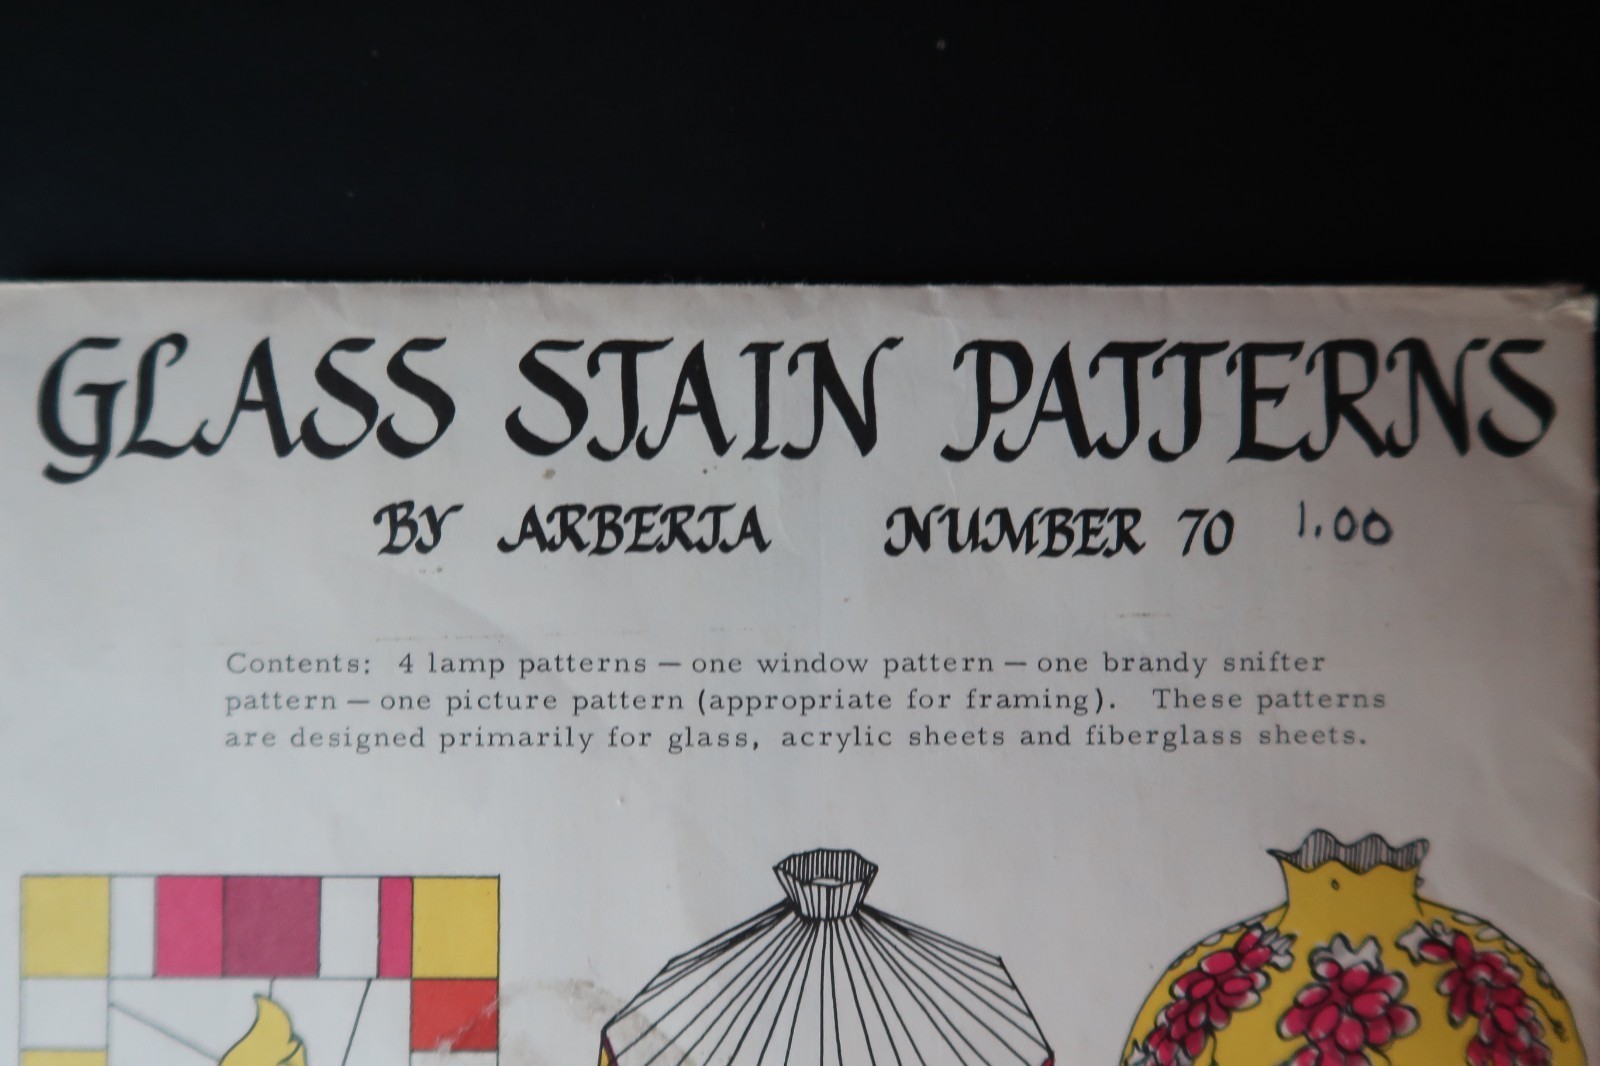 GLASS STAIN PATTERNS
BY ARBERTA NUMBER 70 1.00
Contents: 4 lamp patterns — one window pattern — one brandy snifter
pattern — one picture pattern (appropriate for framing). These patterns
are designed primarily for glass, acrylic sheets and fiberglass sheets.